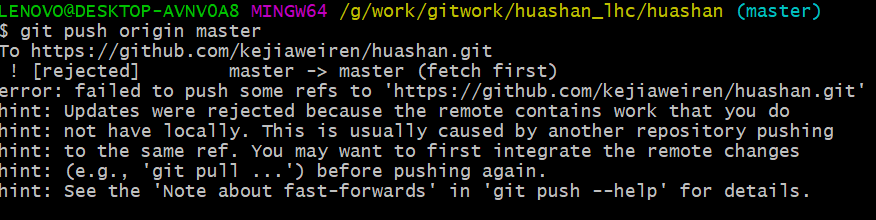 LENOVO@DESKTOP-AVNV0A8 MINGW64 /g/work/gitwork/huashan_lhc/huashan (master)
$ git push origin master
To https://github.com/kejiaweiren/huashan.git
 ! [rejected]        master -> master (fetch first)
error: failed to push some refs to 'https://github.com/kejiaweiren/huashan.git'
hint: Updates were rejected because the remote contains work that you do
hint: not have locally. This is usually caused by another repository pushing
hint: to the same ref. You may want to first integrate the remote changes
hint: (e.g., 'git pull ...') before pushing again.
hint: See the 'Note about fast-forwards' in 'git push --help' for details.